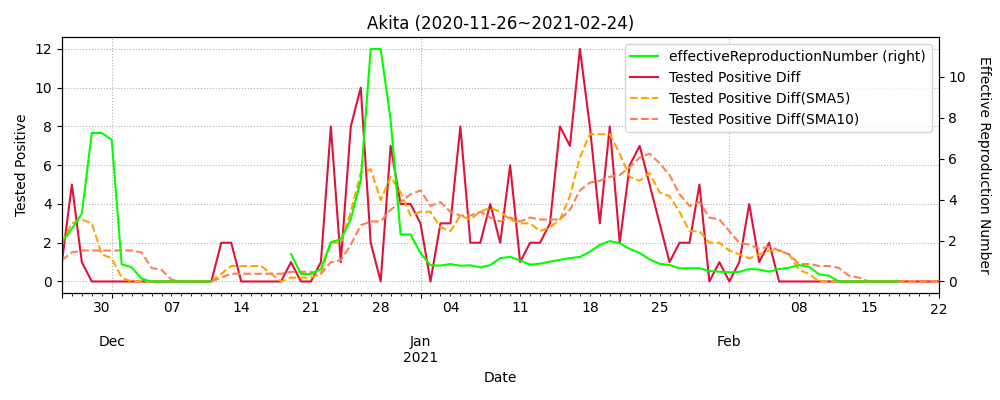 Akita (2020-11-26~2021-02-24)
effectiveReproductionNumber (right)
Tested Positive Diff
Tested Positive Diff(SMA5)
Tested Positive Diff(SMA10)
Tested Positive
12
10
8
6
4
2
0
10
8
6
4
2
0
Effective Reproduction Number
30 07 14 21 28 04 11 18 25 08 15 22
Dec Jan Feb
2021
Date